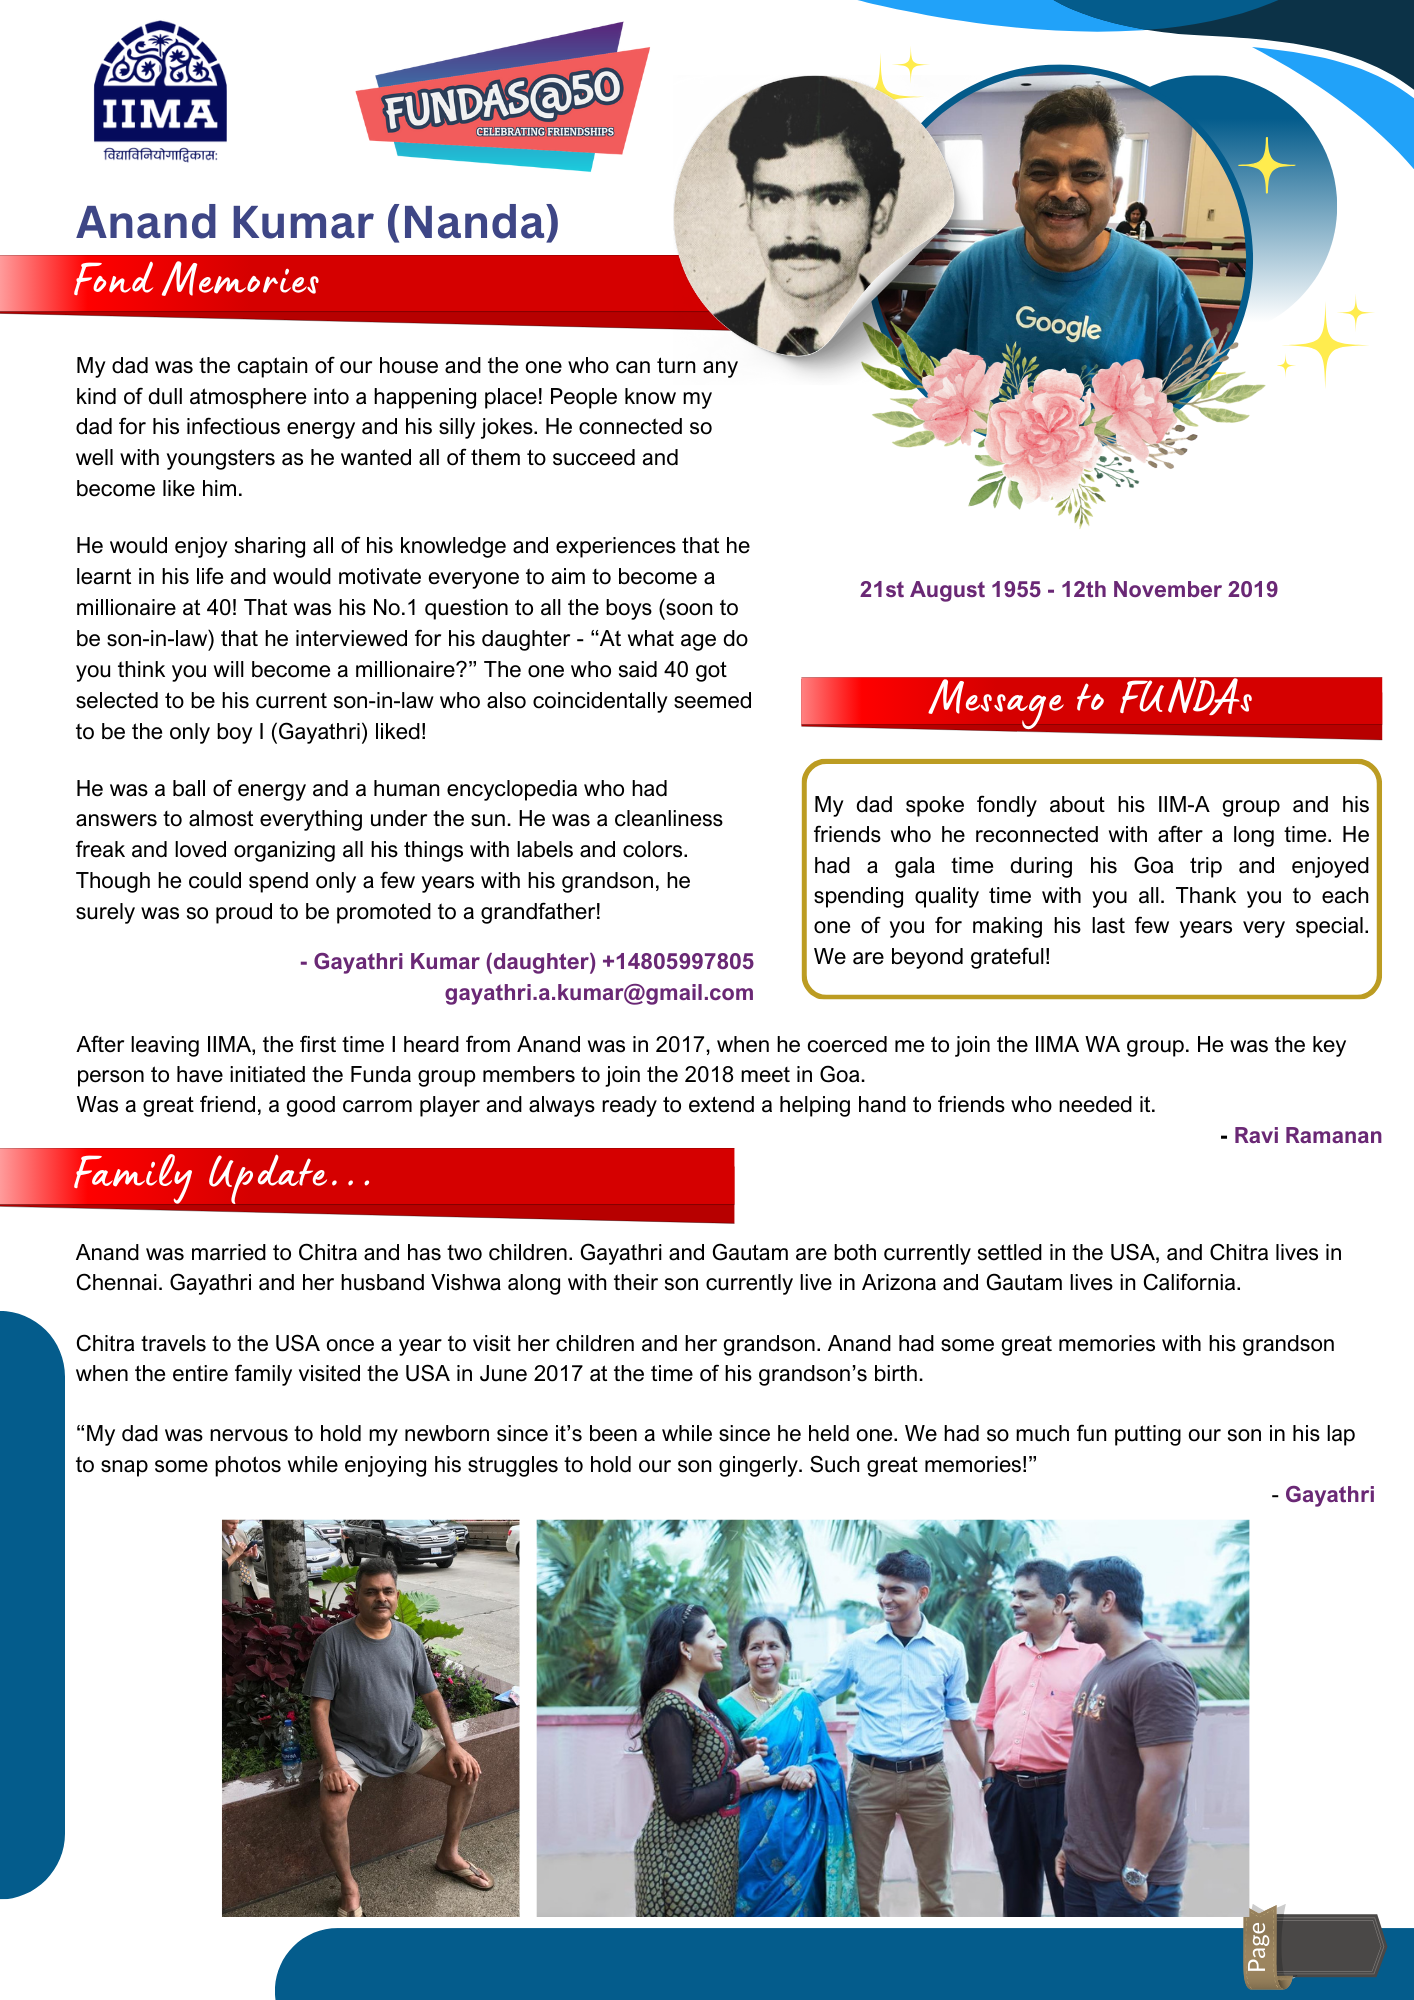 IIMA
विद्याविनियोगाद्विकास:
FUNDAS@50
CELEBRATING FRIENDSHIPS
Anand Kumar (Nanda)
Fond Memories
Google
My dad was the captain of our house and the one who can turn any
kind of dull atmosphere into a happening place! People know my
dad for his infectious energy and his silly jokes. He connected so
well with youngsters as he wanted all of them to succeed and
become like him.
He would enjoy sharing all of his knowledge and experiences that he
learnt in his life and would motivate everyone to aim to become a
millionaire at 40! That was his No.1 question to all the boys (soon to
be son-in-law) that he interviewed for his daughter - “At what age do
you think you will become a millionaire?” The one who said 40 got
selected to be his current son-in-law who also coincidentally seemed
to be the only boy I (Gayathri) liked!
He was a ball of energy and a human encyclopedia who had
answers to almost everything under the sun. He was a cleanliness
freak and loved organizing all his things with labels and colors.
Though he could spend only a few years with his grandson, he
surely was so proud to be promoted to a grandfather!
- Gayathri Kumar (daughter) +14805997805
gayathri.a.kumar@gmail.com
21st August 1955 - 12th November 2019
Message to FUNDAs
My dad spoke fondly about his IIM-A group and his
friends who he reconnected with after a long time. He
had a gala time during his Goa trip and enjoyed
spending quality time with you all. Thank you to each
one of you for making his last few years very special.
We are beyond grateful!
After leaving IIMA, the first time I heard from Anand was in 2017, when he coerced me to join the IIMA WA group. He was the key
person to have initiated the Funda group members to join the 2018 meet in Goa.
Was a great friend, a good carrom player and always ready to extend a helping hand to friends who needed it.
- Ravi Ramanan
Family Update...
Anand was married to Chitra and has two children. Gayathri and Gautam are both currently settled in the USA, and Chitra lives in
Chennai. Gayathri and her husband Vishwa along with their son currently live in Arizona and Gautam lives in California.
Chitra travels to the USA once a year to visit her children and her grandson. Anand had some great memories with his grandson
when the entire family visited the USA in June 2017 at the time of his grandson’s birth.
“My dad was nervous to hold my newborn since it’s been a while since he held one. We had so much fun putting our son in his lap
to snap some photos while enjoying his struggles to hold our son gingerly. Such great memories!”
- Gayathri
Page